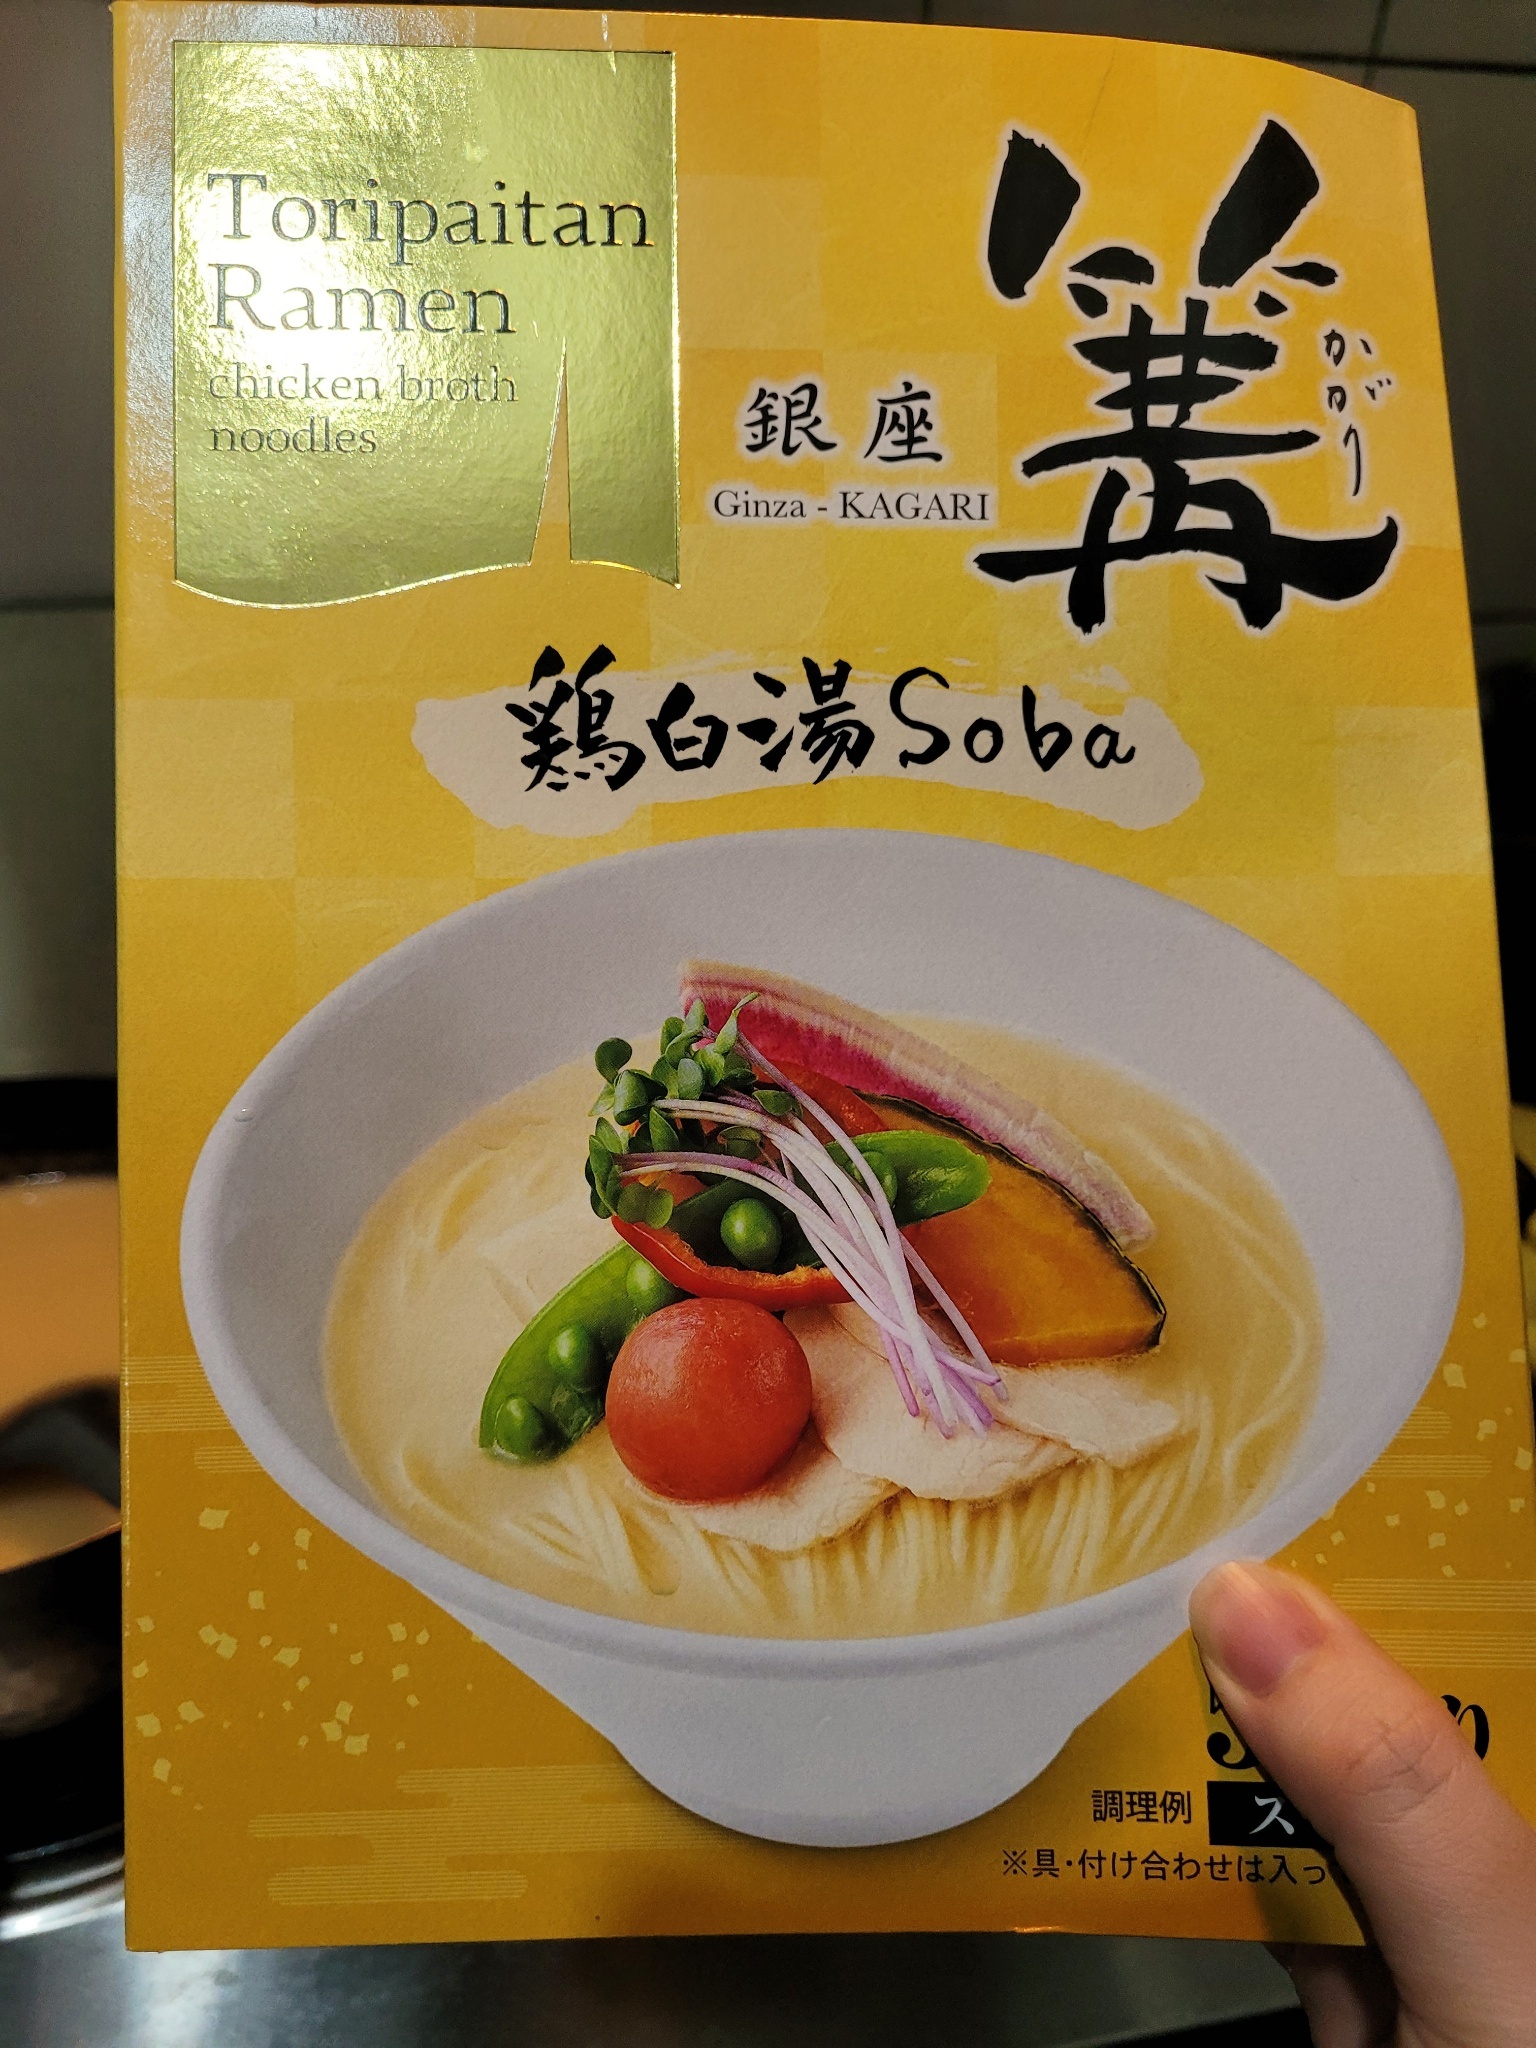 Toripaitan
Ramen
chicken broth
noodles
篝
かがり
銀座
Ginza - KAGARI
鶏白湯Soba
調理例
ス
※具・付け合わせは入っ